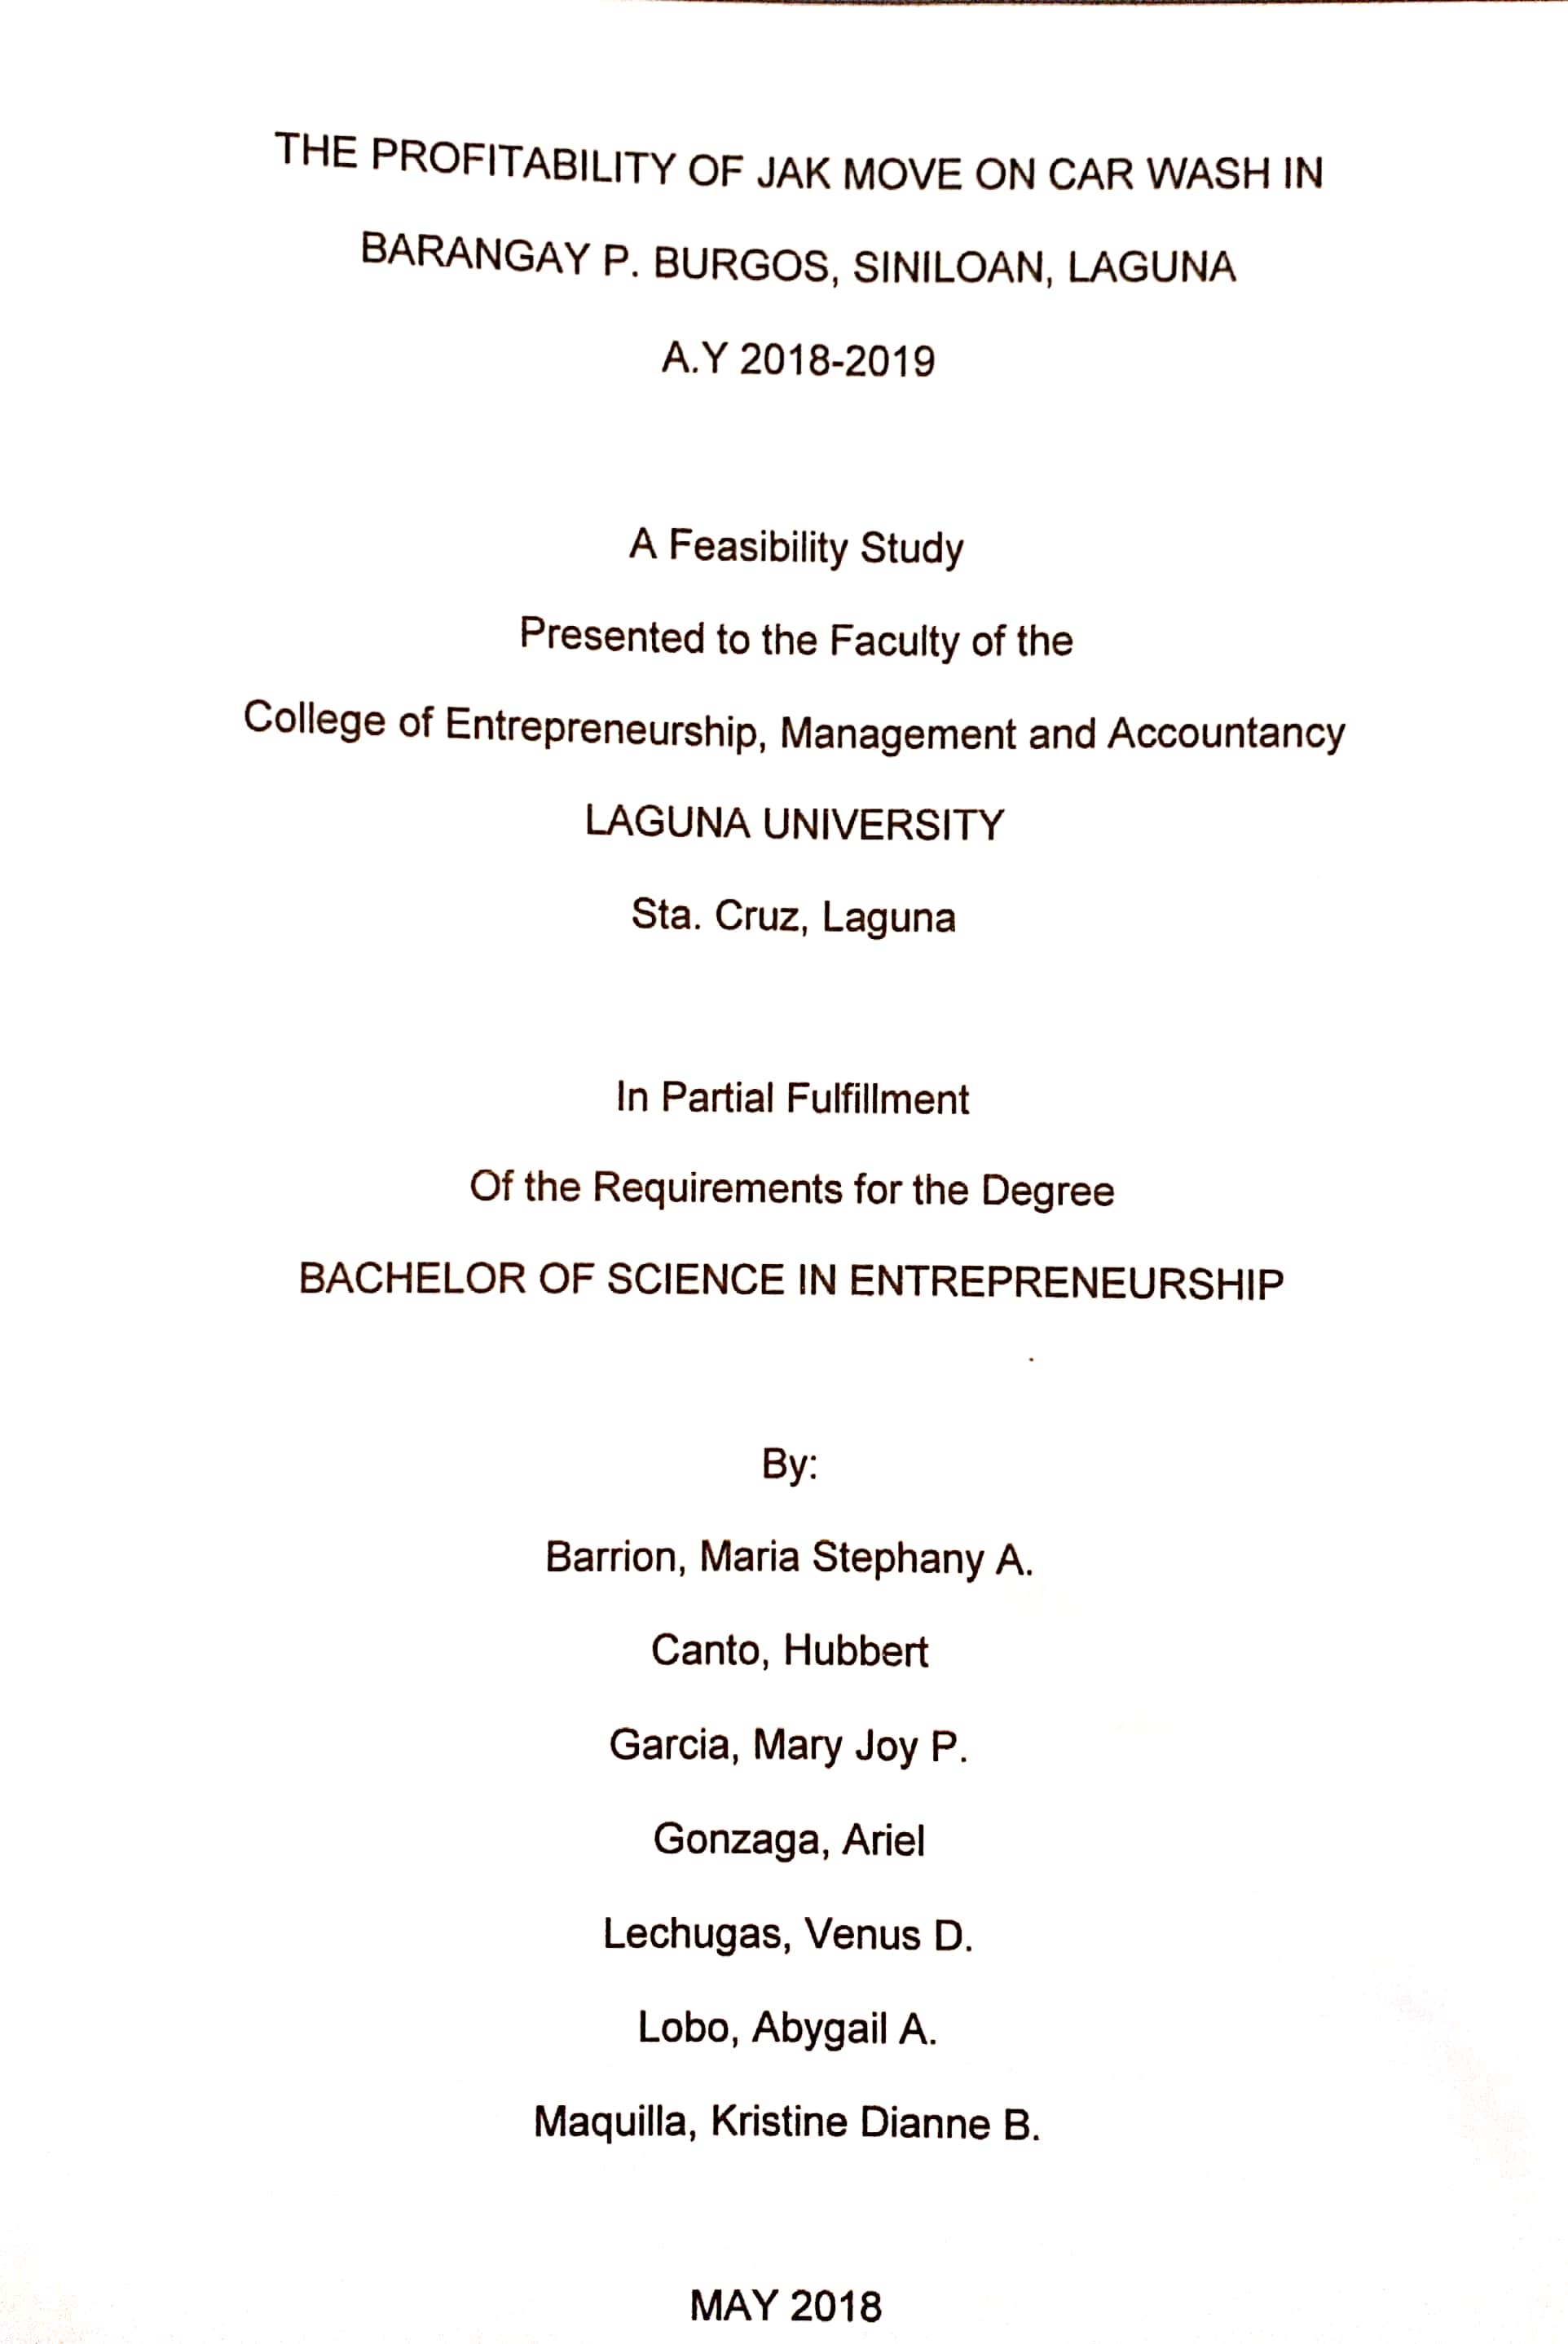 THE PROFITABILITY OF JAK MOVE ON CAR WASH IN
BARANGAY P. BURGOS, SINILOAN, LAGUNA
A.Y 2018-2019
A Feasibility Study
Presented to the Faculty of the
College of Entrepreneurship, Management and Accountancy
LAGUNA UNIVERSITY
Sta. Cruz, Laguna
In Partial Fulfillment
Of the Requirements for the Degree
BACHELOR OF SCIENCE IN ENTREPRENEURSHIP
By:
Barrion, Maria Stephany A.
Canto, Hubbert
Garcia, Mary Joy P.
Gonzaga, Ariel
Lechugas, Venus D.
Lobo, Abygail A.
Maquilla, Kristine Dianne B.
MAY 2018